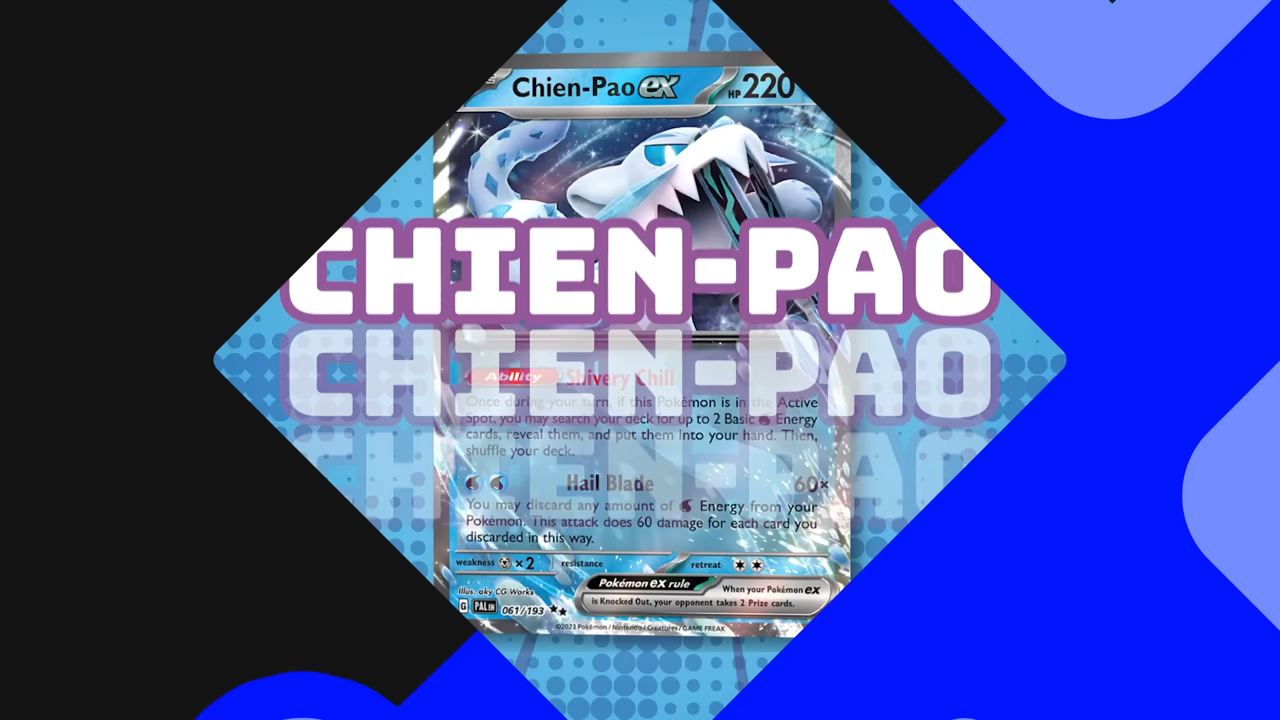 Chien-Pao ex HP 220
CHIEN-PAO
CHIEN-PAO
CHIEN-PAO
Ability Shivery Chill
Once during your turn, if this Pokémon is in the Active
Spot, you may search your deck for up to 2 Basic Energy
cards, reveal them, and put them into your hand. Then,
shuffle your deck.
Hail Blade 60×
You may discard any amount of Energy from your
Pokémon. This attack does 60 damage for each card you
discarded in this way.
weakness ×2 resistance retreat
Pokémon ex rule When your Pokémon ex
is Knocked Out, your opponent takes 2 Prize cards.
Illus. aky CG Works
G PAL EN 061/193
©2023 Pokémon / Nintendo / Creatures / GAME FREAK